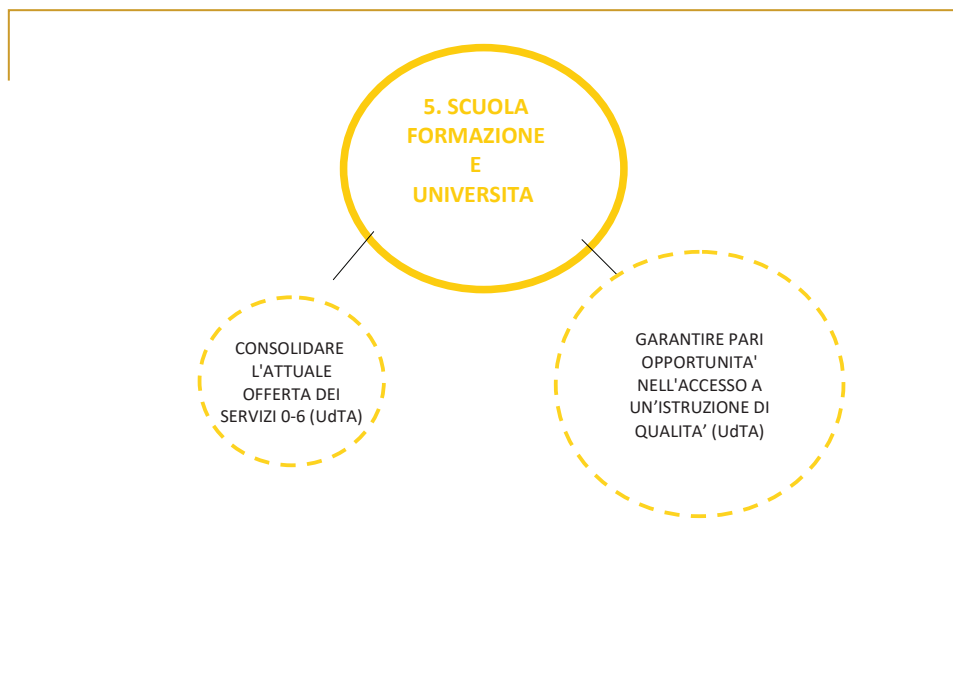 5. SCUOLA
FORMAZIONE
E
UNIVERSITA
CONSOLIDARE
L'ATTUALE
OFFERTA DEI
SERVIZI 0-6 (UdTA)
GARANTIRE PARI
OPPORTUNITA'
NELL'ACCESSO A
UN’ISTRUZIONE DI
QUALITA’ (UdTA)